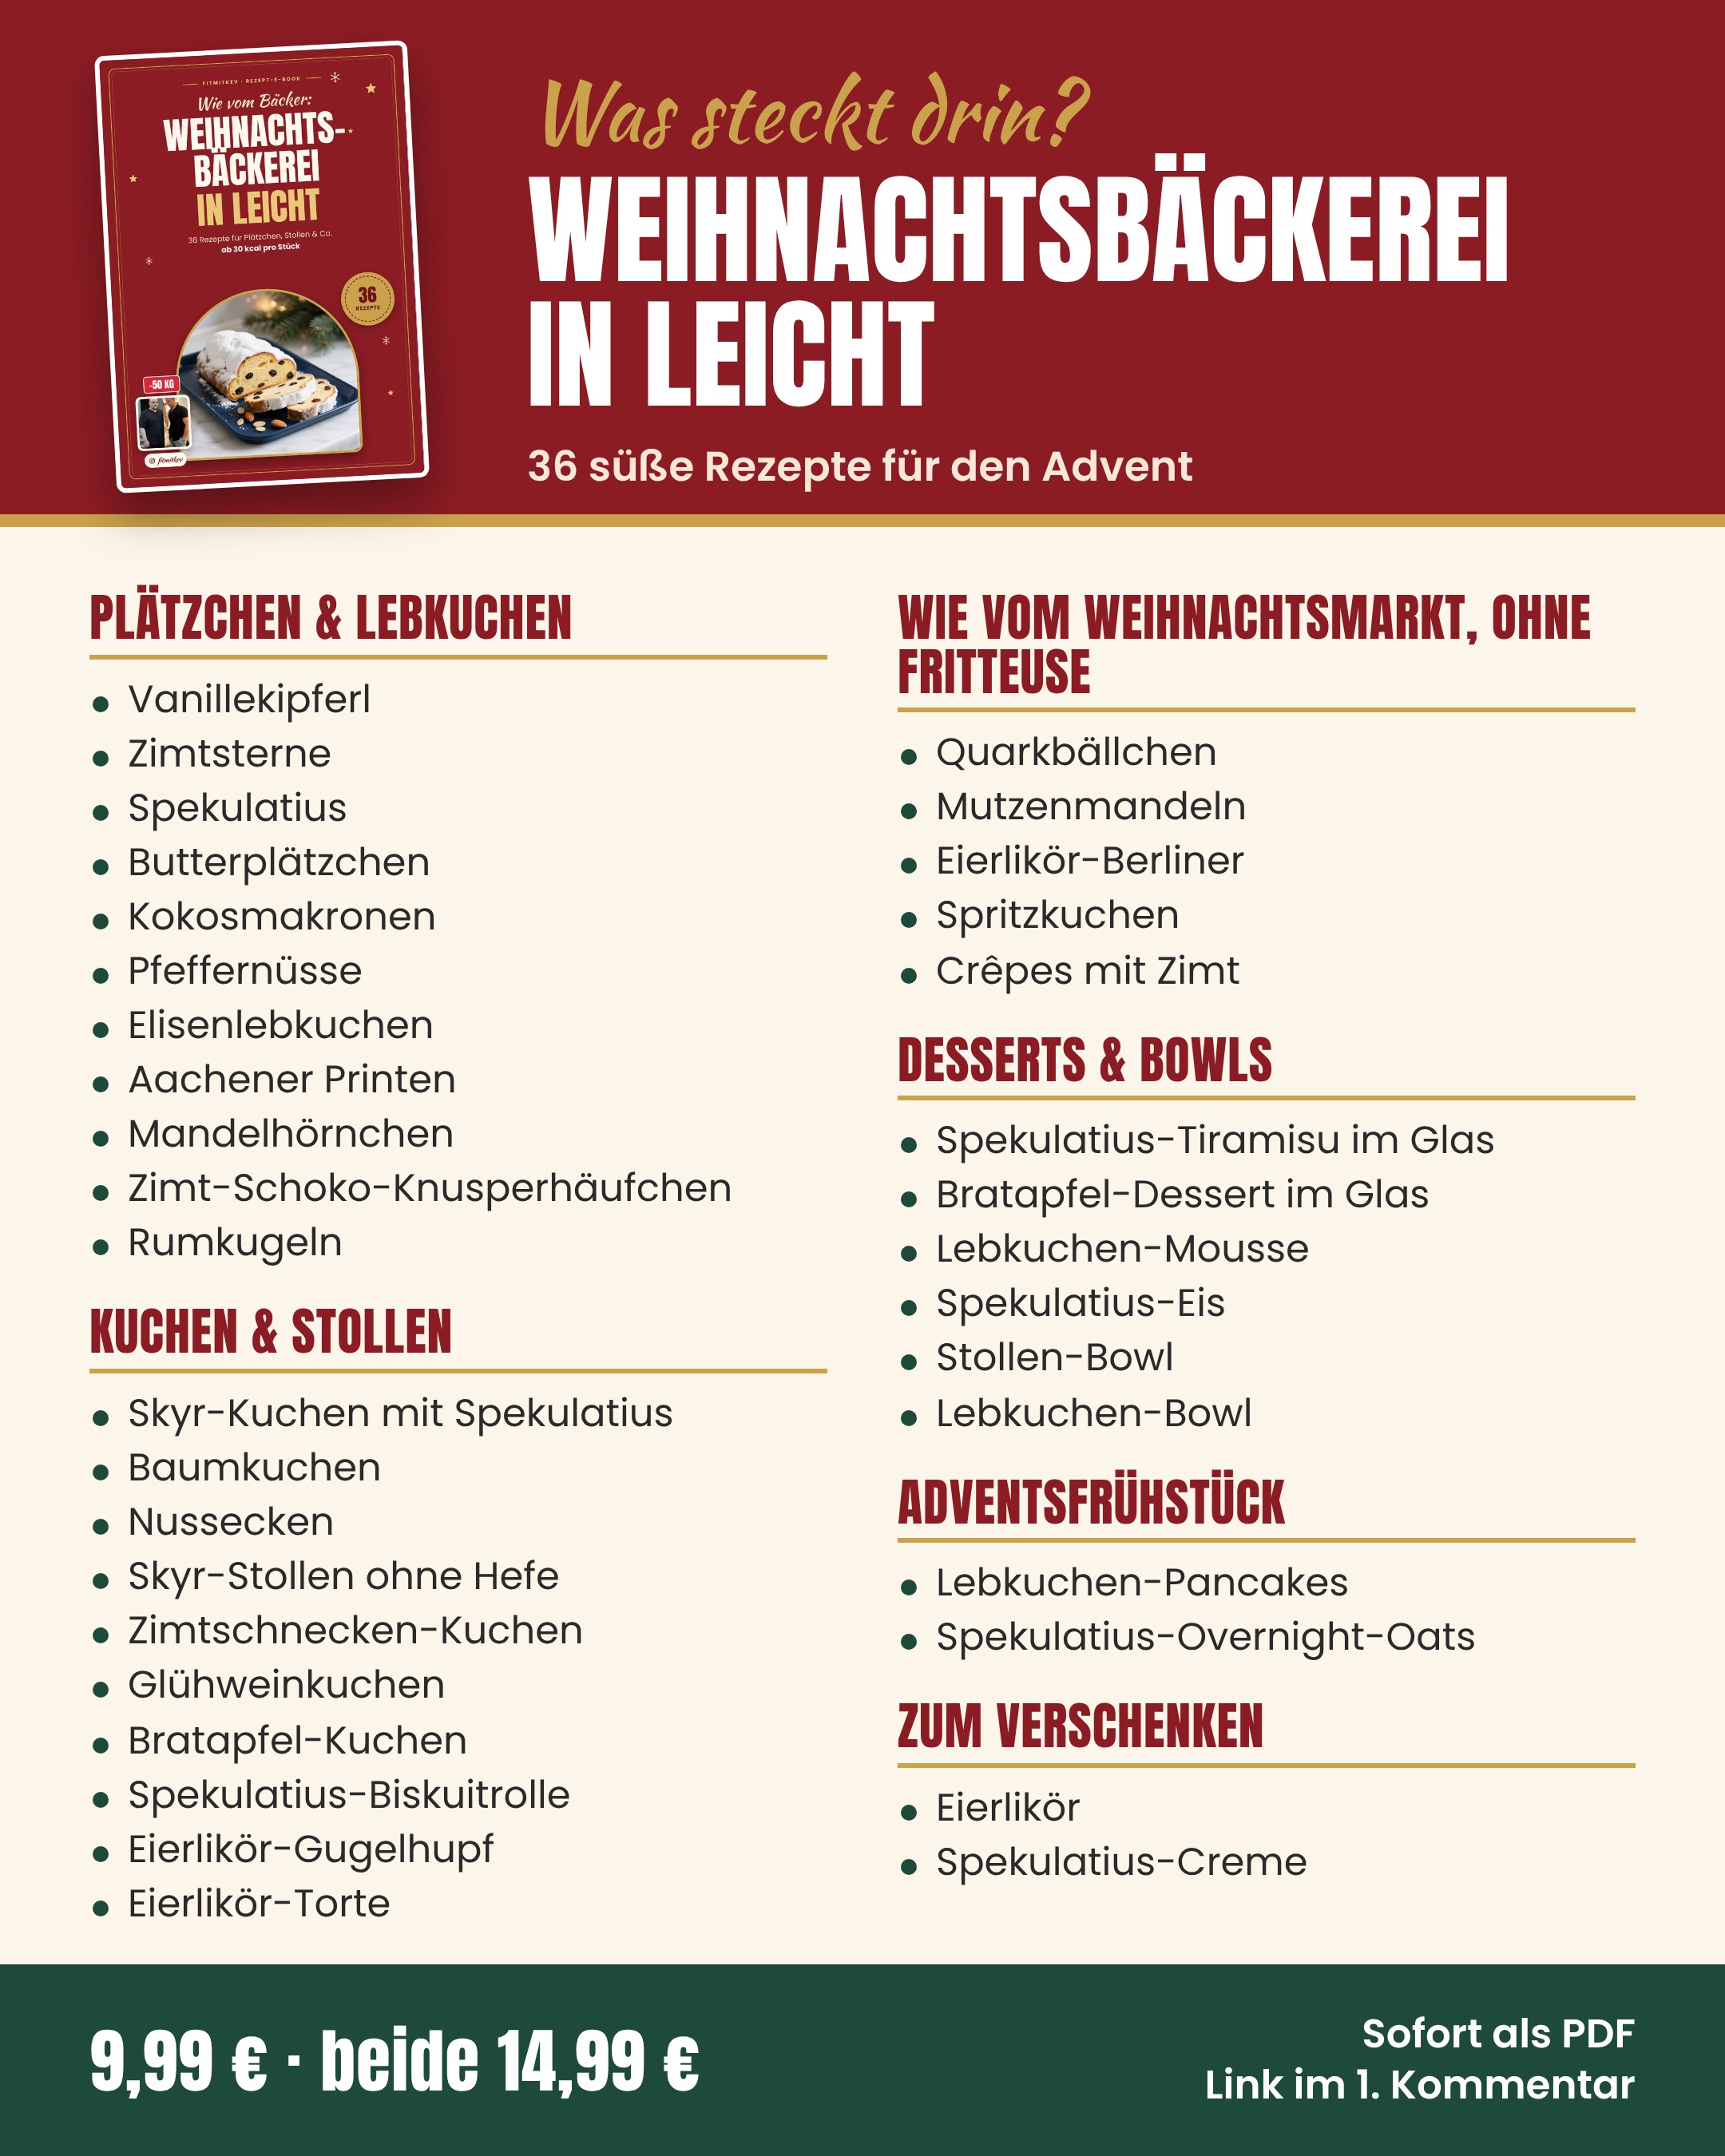 FITMITKEV · REZEPT-E-BOOK
Wie vom Bäcker:
WEIHNACHTS-
BÄCKEREI
IN LEICHT
36 Rezepte für Plätzchen, Stollen & Co.
ab 30 kcal pro Stück
36
REZEPTE
-50 KG
fitmitkev
Was steckt drin?
WEIHNACHTSBÄCKEREI
IN LEICHT
36 süße Rezepte für den Advent
PLÄTZCHEN & LEBKUCHEN
Vanillekipferl
Zimtsterne
Spekulatius
Butterplätzchen
Kokosmakronen
Pfeffernüsse
Elisenlebkuchen
Aachener Printen
Mandelhörnchen
Zimt-Schoko-Knusperhäufchen
Rumkugeln
KUCHEN & STOLLEN
Skyr-Kuchen mit Spekulatius
Baumkuchen
Nussecken
Skyr-Stollen ohne Hefe
Zimtschnecken-Kuchen
Glühweinkuchen
Bratapfel-Kuchen
Spekulatius-Biskuitrolle
Eierlikör-Gugelhupf
Eierlikör-Torte
WIE VOM WEIHNACHTSMARKT, OHNE
FRITTEUSE
Quarkbällchen
Mutzenmandeln
Eierlikör-Berliner
Spritzkuchen
Crêpes mit Zimt
DESSERTS & BOWLS
Spekulatius-Tiramisu im Glas
Bratapfel-Dessert im Glas
Lebkuchen-Mousse
Spekulatius-Eis
Stollen-Bowl
Lebkuchen-Bowl
ADVENTSFRÜHSTÜCK
Lebkuchen-Pancakes
Spekulatius-Overnight-Oats
ZUM VERSCHENKEN
Eierlikör
Spekulatius-Creme
9,99 € · beide 14,99 €
Sofort als PDF
Link im 1. Kommentar